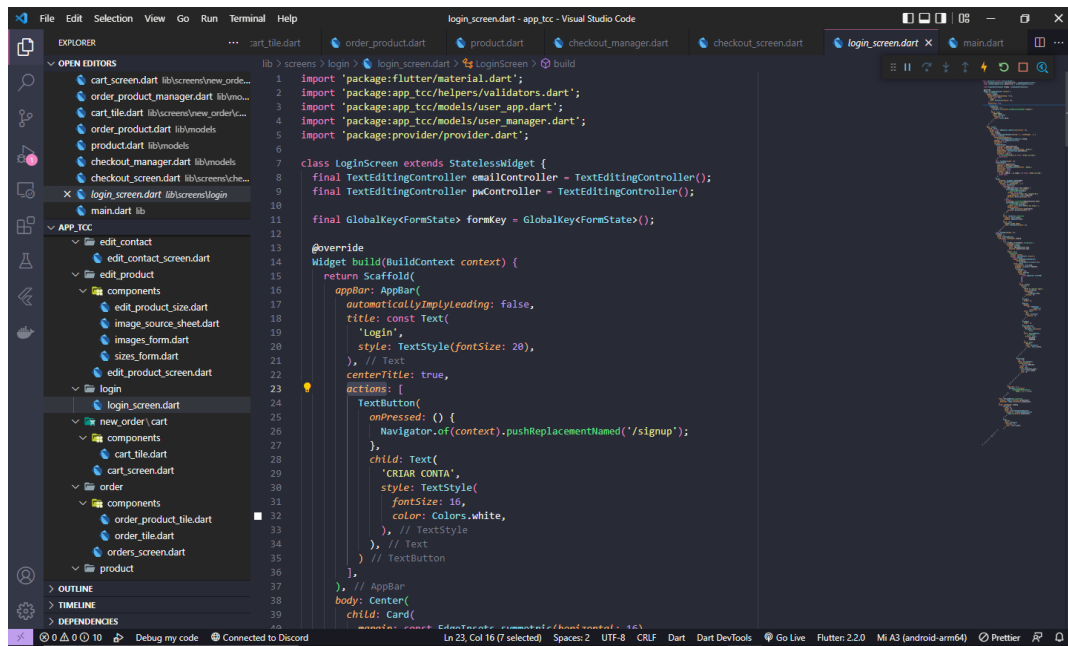 File Edit Selection View Go Run Terminal Help
login_screen.dart - app_tcc - Visual Studio Code
EXPLORER
OPEN EDITORS
cart_screen.dart lib\screens\new_orde...
order_product_manager.dart lib\mo...
cart_tile.dart lib\screens\new_order\c...
order_product.dart lib\models
product.dart lib\models
checkout_manager.dart lib\models
checkout_screen.dart lib\screens\che...
login_screen.dart lib\screens\login
main.dart lib
APP_TCC
edit_contact
edit_contact_screen.dart
edit_product
components
edit_product_size.dart
image_source_sheet.dart
images_form.dart
sizes_form.dart
edit_product_screen.dart
login
login_screen.dart
new_order \ cart
components
cart_tile.dart
cart_screen.dart
order
components
order_product_tile.dart
order_tile.dart
orders_screen.dart
product
OUTLINE
TIMELINE
DEPENDENCIES
cart_tile.dart order_product.dart product.dart checkout_manager.dart checkout_screen.dart login_screen.dart main.dart
lib > screens > login > login_screen.dart > LoginScreen > build
1 import 'package:flutter/material.dart';
2 import 'package:app_tcc/helpers/validators.dart';
3 import 'package:app_tcc/models/user_app.dart';
4 import 'package:app_tcc/models/user_manager.dart';
5 import 'package:provider/provider.dart';
6
7 class LoginScreen extends StatelessWidget {
8 final TextEditingController emailController = TextEditingController();
9 final TextEditingController pwController = TextEditingController();
10
11 final GlobalKey<FormState> formKey = GlobalKey<FormState>();
12
13 @override
14 Widget build(BuildContext context) {
15 return Scaffold(
16 appBar: AppBar(
17 automaticallyImplyLeading: false,
18 title: const Text(
19 'Login',
20 style: TextStyle(fontSize: 20),
21 ), // Text
22 centerTitle: true,
23 actions: [
24 TextButton(
25 onPressed: () {
26 Navigator.of(context).pushReplacementNamed('/signup');
27 },
28 child: Text(
29 'CRIAR CONTA',
30 style: TextStyle(
31 fontSize: 16,
32 color: Colors.white,
33 ), // TextStyle
34 ), // Text
35 ) // TextButton
36 ],
37 ), // AppBar
38 body: Center(
39 child: Card(
40 margin: const EdgeInsets.symmetric(horizontal: 16),
0 0 0 10 Debug my code Connected to Discord Ln 23, Col 16 (7 selected) Spaces: 2 UTF-8 CRLF Dart Dart DevTools Go Live Flutter: 2.2.0 Mi A3 (android-arm64) Prettier